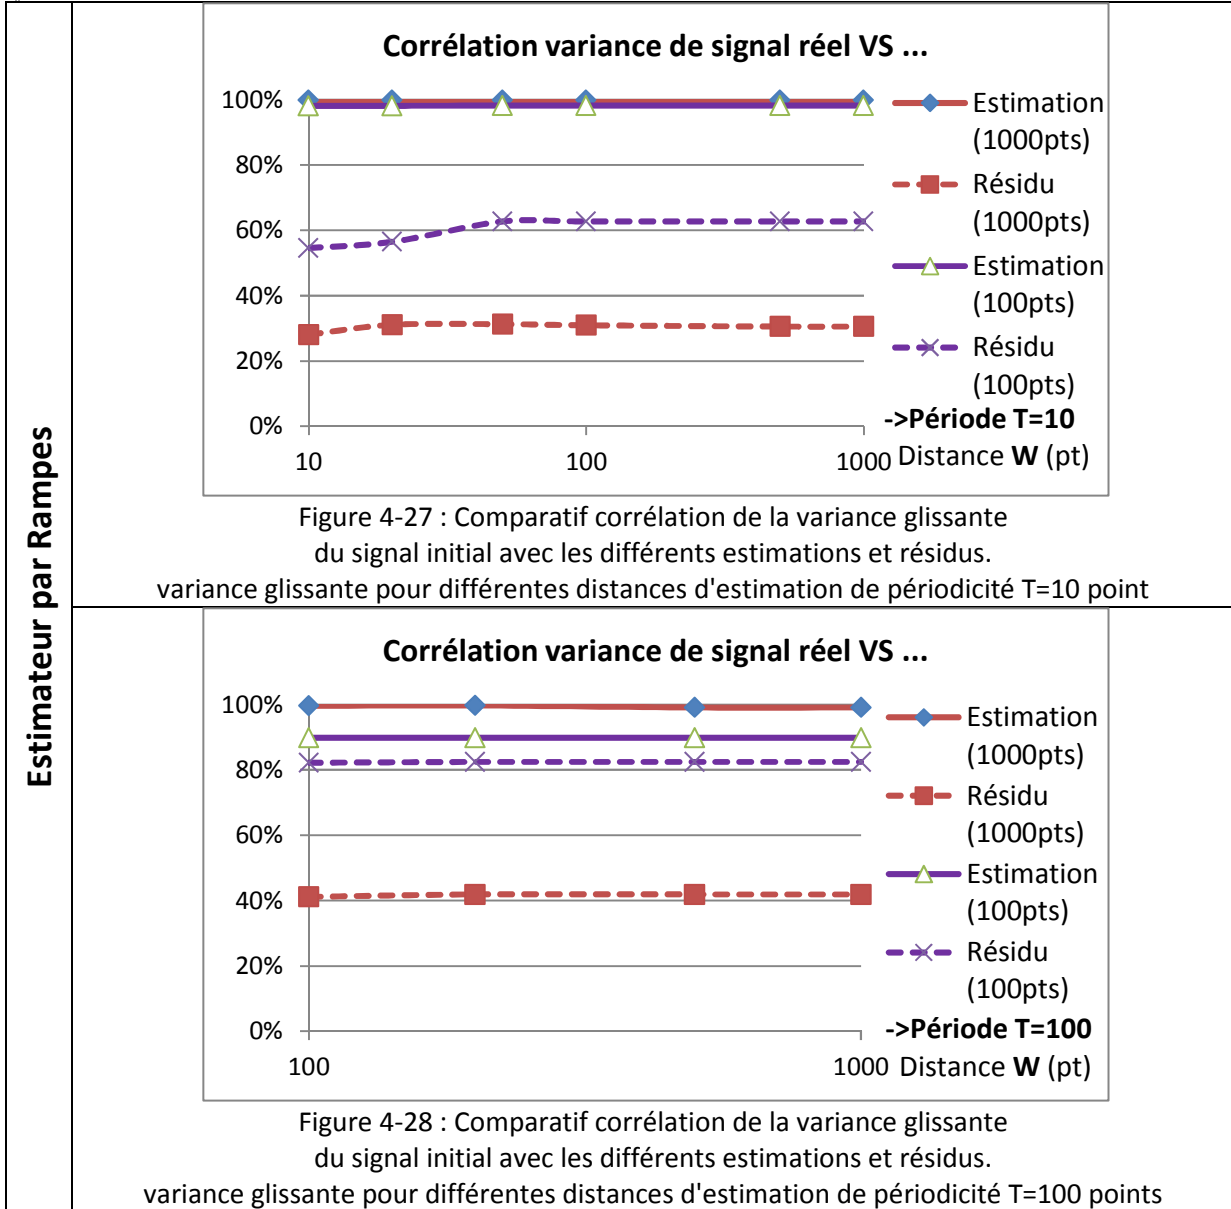 Estimateur par Rampes
Corrélation variance de signal réel VS ...
100%
80%
60%
40%
20%
0%
10
100
1000
Distance W (pt)
Estimation
(1000pts)
Résidu
(1000pts)
Estimation
(100pts)
Résidu
(100pts)
->Période T=10
Figure 4-27 : Comparatif corrélation de la variance glissante
du signal initial avec les différents estimations et résidus.
variance glissante pour différentes distances d'estimation de périodicité T=10 point
Corrélation variance de signal réel VS ...
100%
80%
60%
40%
20%
0%
100
1000
Distance W (pt)
Estimation
(1000pts)
Résidu
(1000pts)
Estimation
(100pts)
Résidu
(100pts)
->Période T=100
Figure 4-28 : Comparatif corrélation de la variance glissante
du signal initial avec les différents estimations et résidus.
variance glissante pour différentes distances d'estimation de périodicité T=100 points